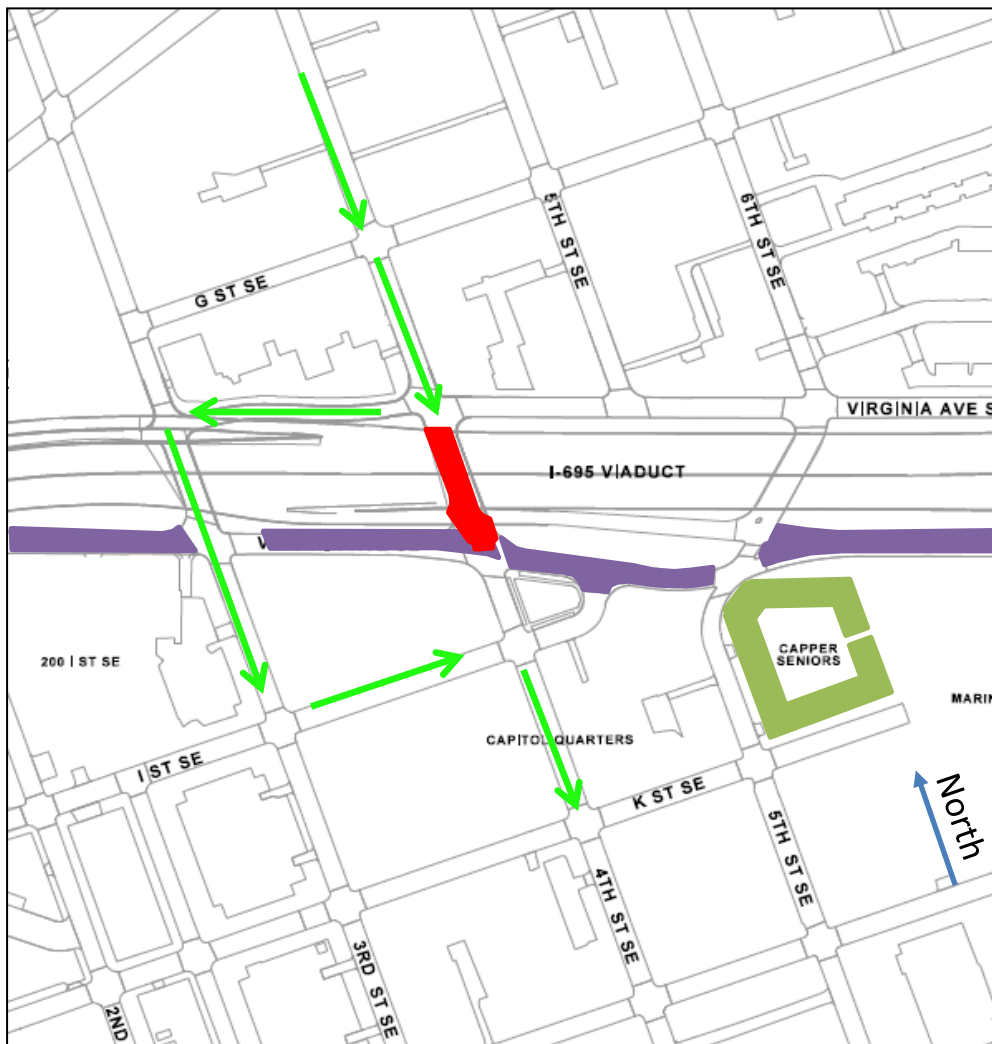 5TH ST SE
6TH ST SE
G ST SE
VIRGINIA AVE S
I-695 VIADUCT
V
200 I ST SE
CAPPER
SENIORS
MARIN
CAPITOL QUARTERS
I ST SE
K ST SE
North
5TH ST SE
4TH ST SE
3RD ST SE
2ND